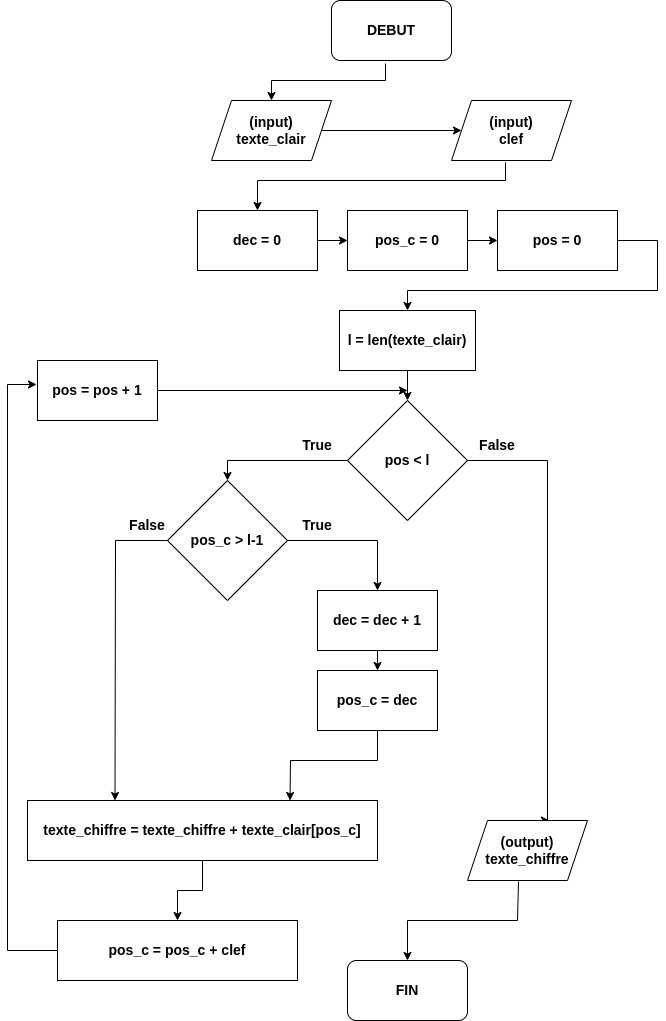 DEBUT
(input)
texte_clair
(input)
clef
dec = 0
pos_c = 0
pos = 0
l = len(texte_clair)
pos = pos + 1
pos < l
True
False
pos_c > l-1
False
True
dec = dec + 1
pos_c = dec
texte_chiffre = texte_chiffre + texte_clair[pos_c]
(output)
texte_chiffre
pos_c = pos_c + clef
FIN